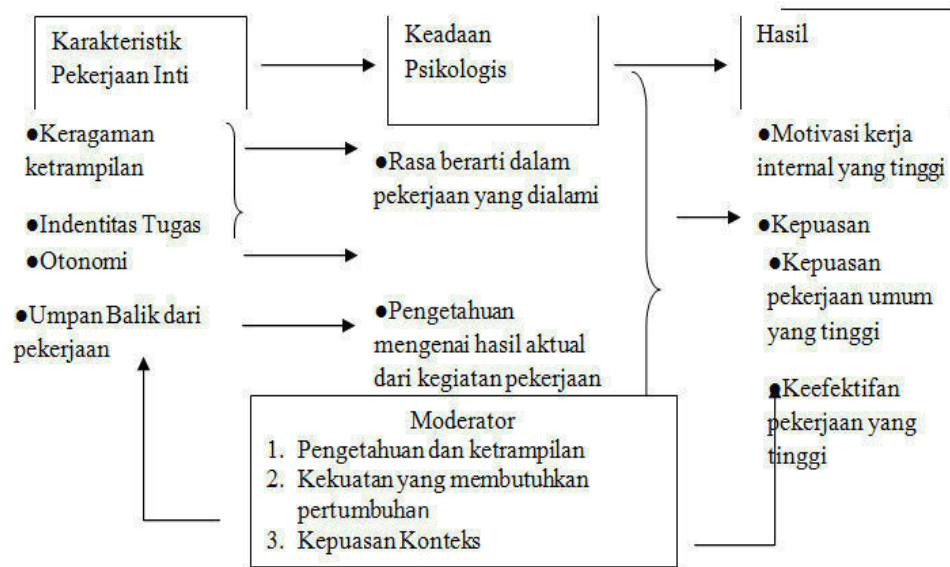 Karakteristik
Pekerjaan Inti
Keadaan
Psikologis
Hasil
●Keragaman
ketrampilan
●Indentitas Tugas
●Otonomi
●Umpan Balik dari
pekerjaan
●Rasa berarti dalam
pekerjaan yang dialami
●Pengetahuan
mengenai hasil aktual
dari kegiatan pekerjaan
●Motivasi kerja
internal yang tinggi
●Kepuasan
●Kepuasan
pekerjaan umum
yang tinggi
●Keefektifan
pekerjaan yang
tinggi
Moderator
1. Pengetahuan dan ketrampilan
2. Kekuatan yang membutuhkan
pertumbuhan
3. Kepuasan Konteks